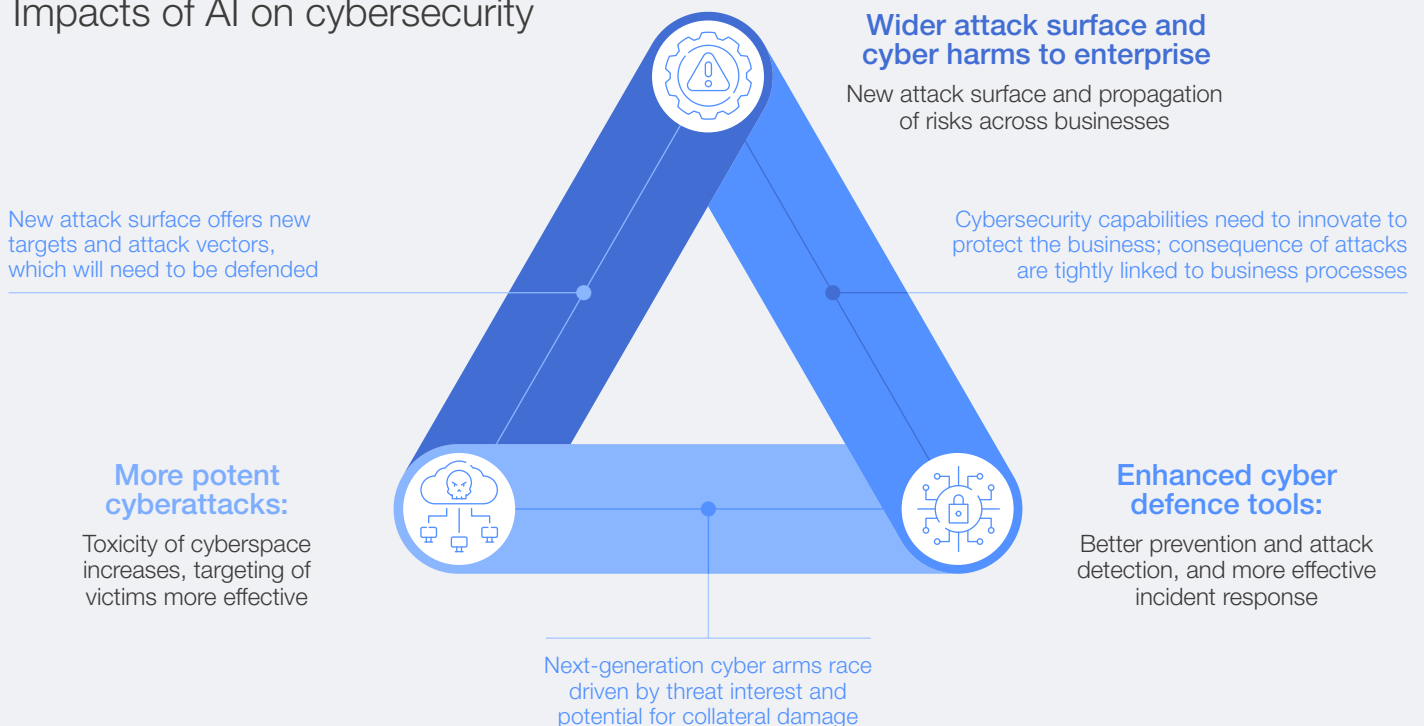 Impacts of AI on cybersecurity
Wider attack surface and
cyber harms to enterprise
New attack surface and propagation
of risks across businesses
New attack surface offers new
targets and attack vectors,
which will need to be defended
Cybersecurity capabilities need to innovate to
protect the business; consequence of attacks
are tightly linked to business processes
More potent
cyberattacks:
Toxicity of cyberspace
increases, targeting of
victims more effective
Enhanced cyber
defence tools:
Better prevention and attack
detection, and more effective
incident response
Next-generation cyber arms race
driven by threat interest and
potential for collateral damage